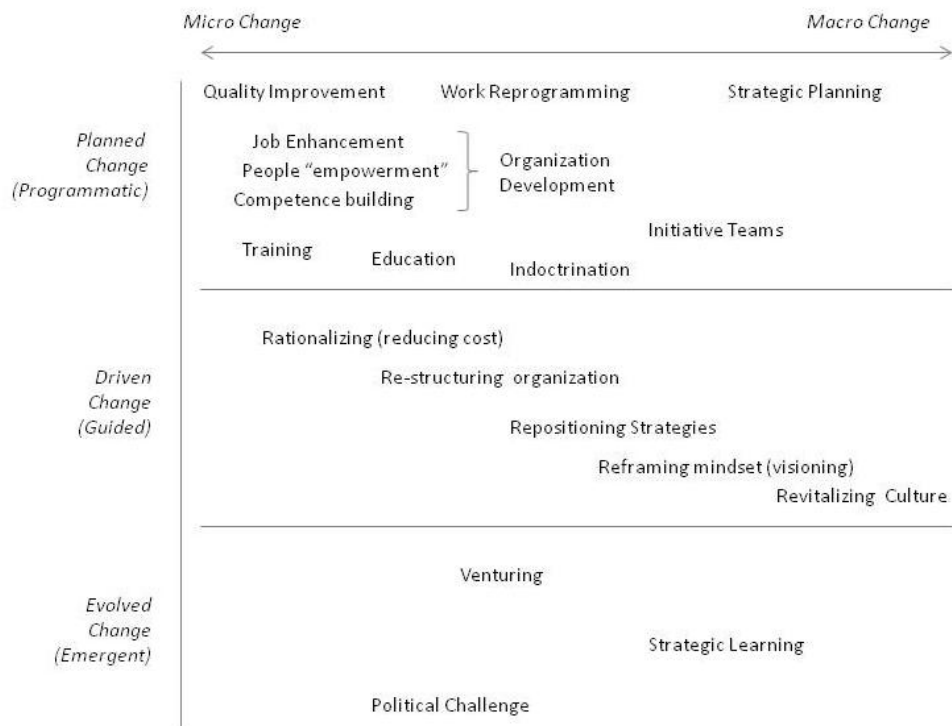 Micro Change
Macro Change
Quality Improvement
Work Reprogramming
Strategic Planning
Planned
Change
(Programmatic)
Job Enhancement
People “empowerment”
Competence building
Organization
Development
Initiative Teams
Training
Education
Indoctrination
Driven
Change
(Guided)
Rationalizing (reducing cost)
Re-structuring organization
Repositioning Strategies
Reframing mindset (visioning)
Revitalizing Culture
Evolved
Change
(Emergent)
Venturing
Strategic Learning
Political Challenge